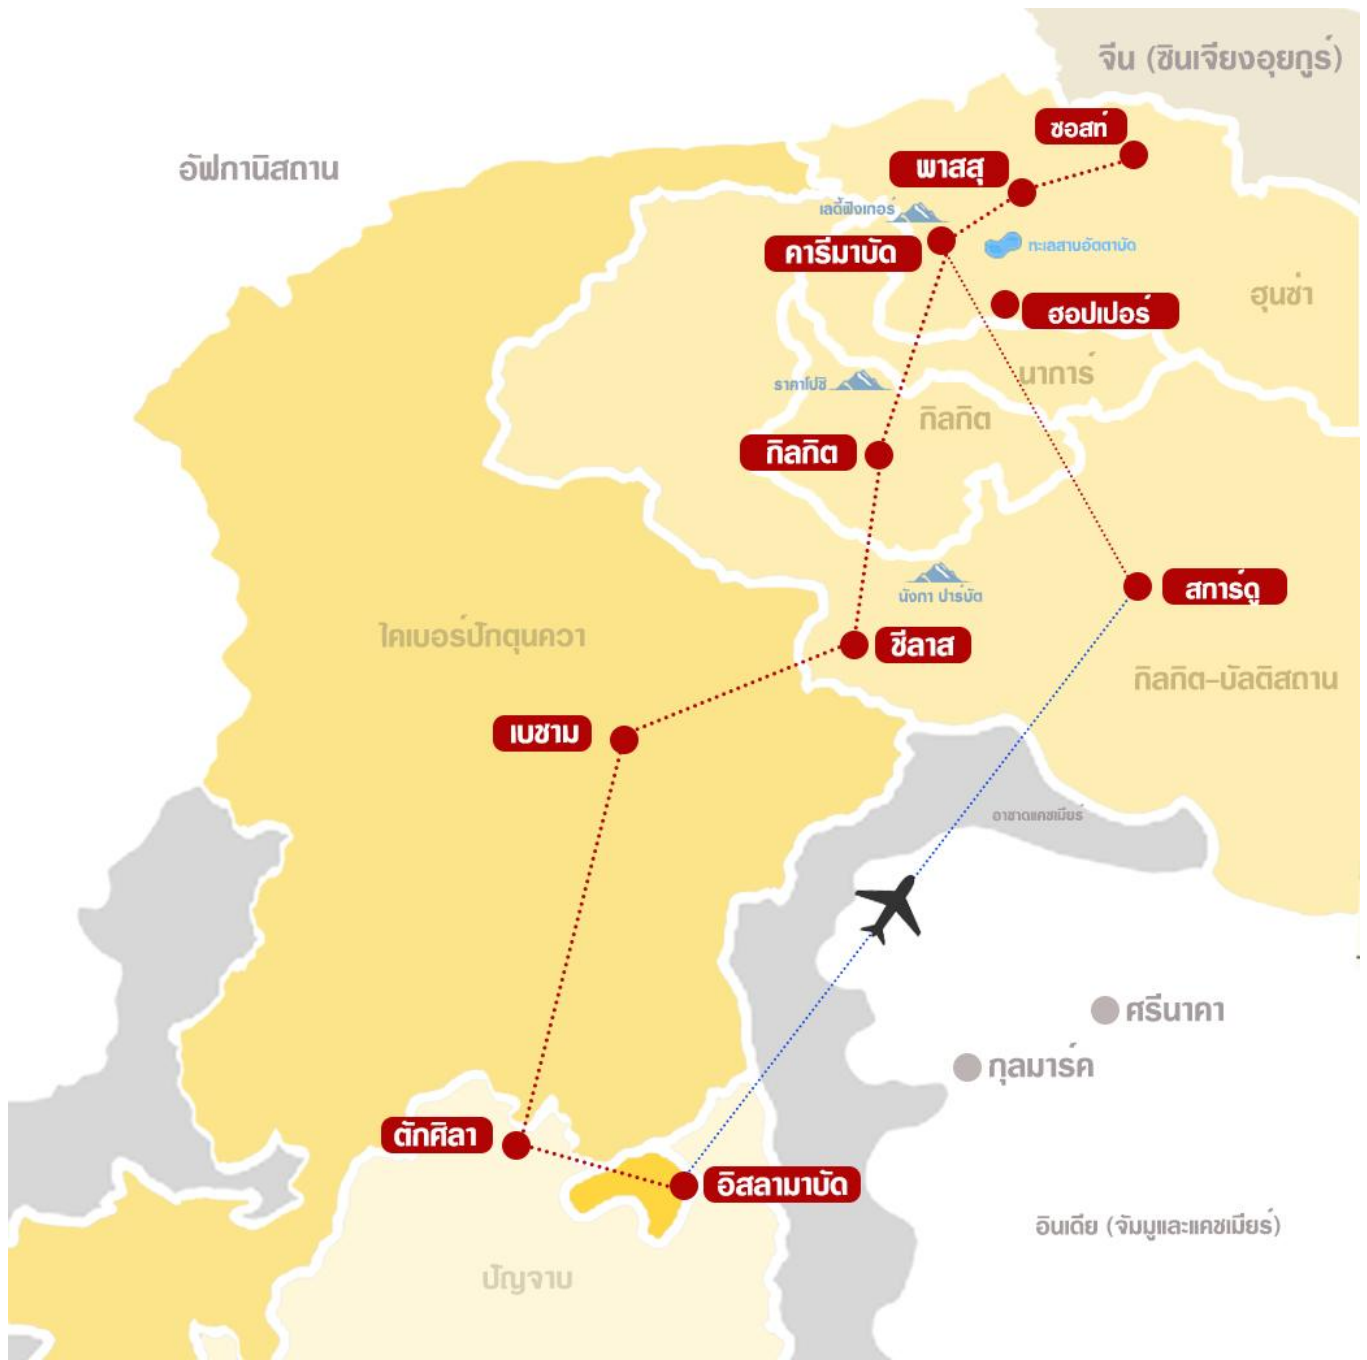 จีน (ซินเจียงอุยกูร์)
ซอสท์
อัฟกานิสถาน
พาสสุ
เลดี้ฟิงเกอร์
คารีมาบัด
ทะเลสาบอัตตาบัด
ฮุนซ่า
ฮอปเปอร์
นาการ์
ราคาโปชิ
กิลกิต
กิลกิต
สการ์ดู
นังกา ปาร์บัต
ไคเบอร์ปักตุนควา
ชีลาส
กิลกิต-บัลติสถาน
เบชาม
อาซาดแคชเมียร์
ศรีนาคา
กุลมาร์ค
ตักศิลา
อิสลามาบัด
อินเดีย (จัมมูและแคชเมียร์)
ปัญจาบ